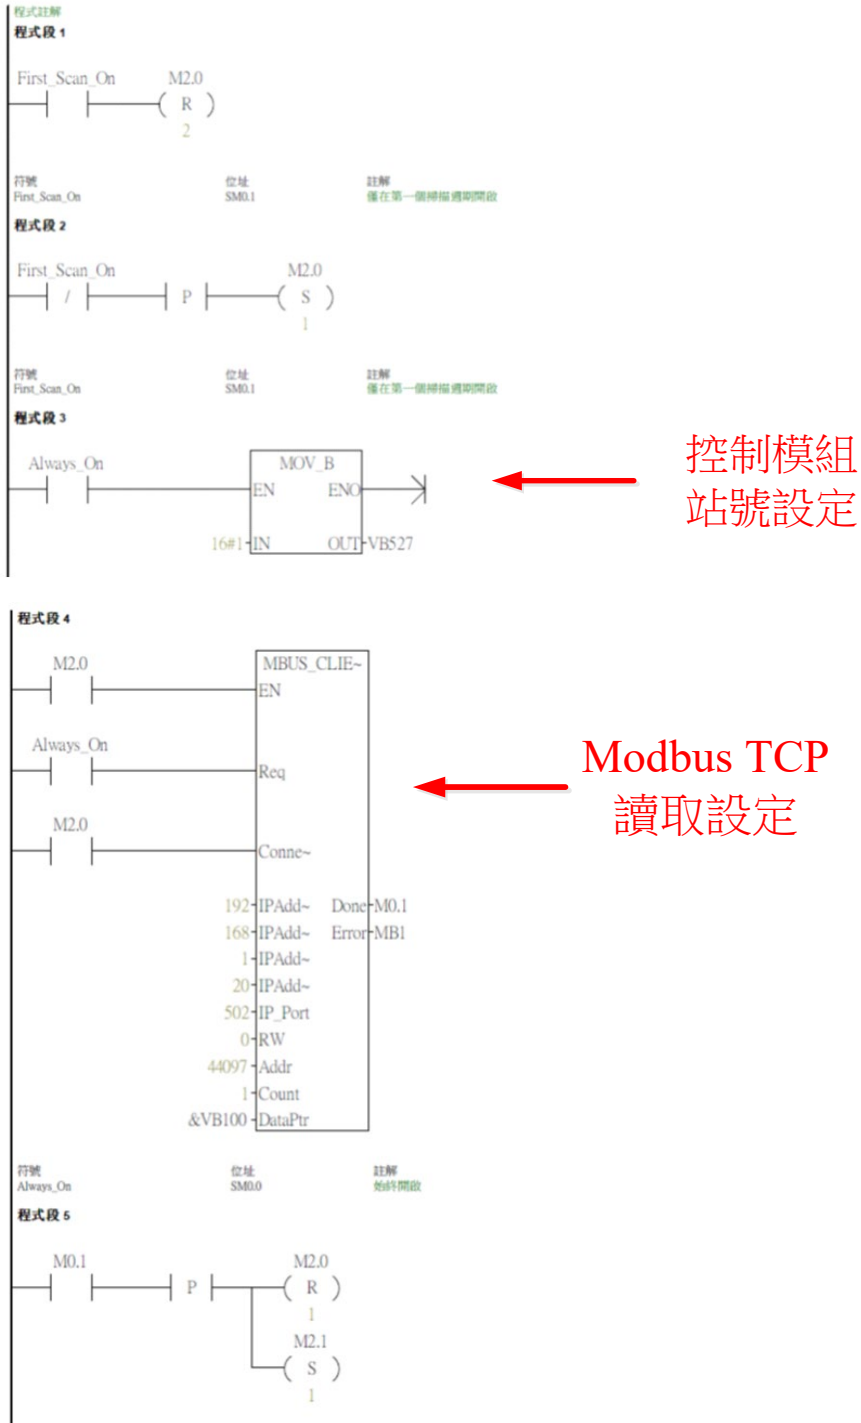 程式註解
程式段 1
First_Scan_On M2.0
R
2
符號 位址 註解
First_Scan_On SM0.1 僅在第一個掃描週期開啟
程式段 2
First_Scan_On M2.0
/ P S
1
符號 位址 註解
First_Scan_On SM0.1 僅在第一個掃描週期開啟
程式段 3
Always_On MOV_B
EN ENO
16#1 IN OUT VB527
控制模組
站號設定
程式段 4
M2.0 MBUS_CLIE~
EN
Always_On
Req
M2.0
Conne~
192 IPAdd~ Done M0.1
168 IPAdd~ Error MB1
1 IPAdd~
20 IPAdd~
502 IP_Port
0 RW
44097 Addr
1 Count
&VB100 DataPtr
Modbus TCP
讀取設定
符號 位址 註解
Always_On SM0.0 始終開啟
程式段 5
M0.1 M2.0
P R
1
M2.1
S
1